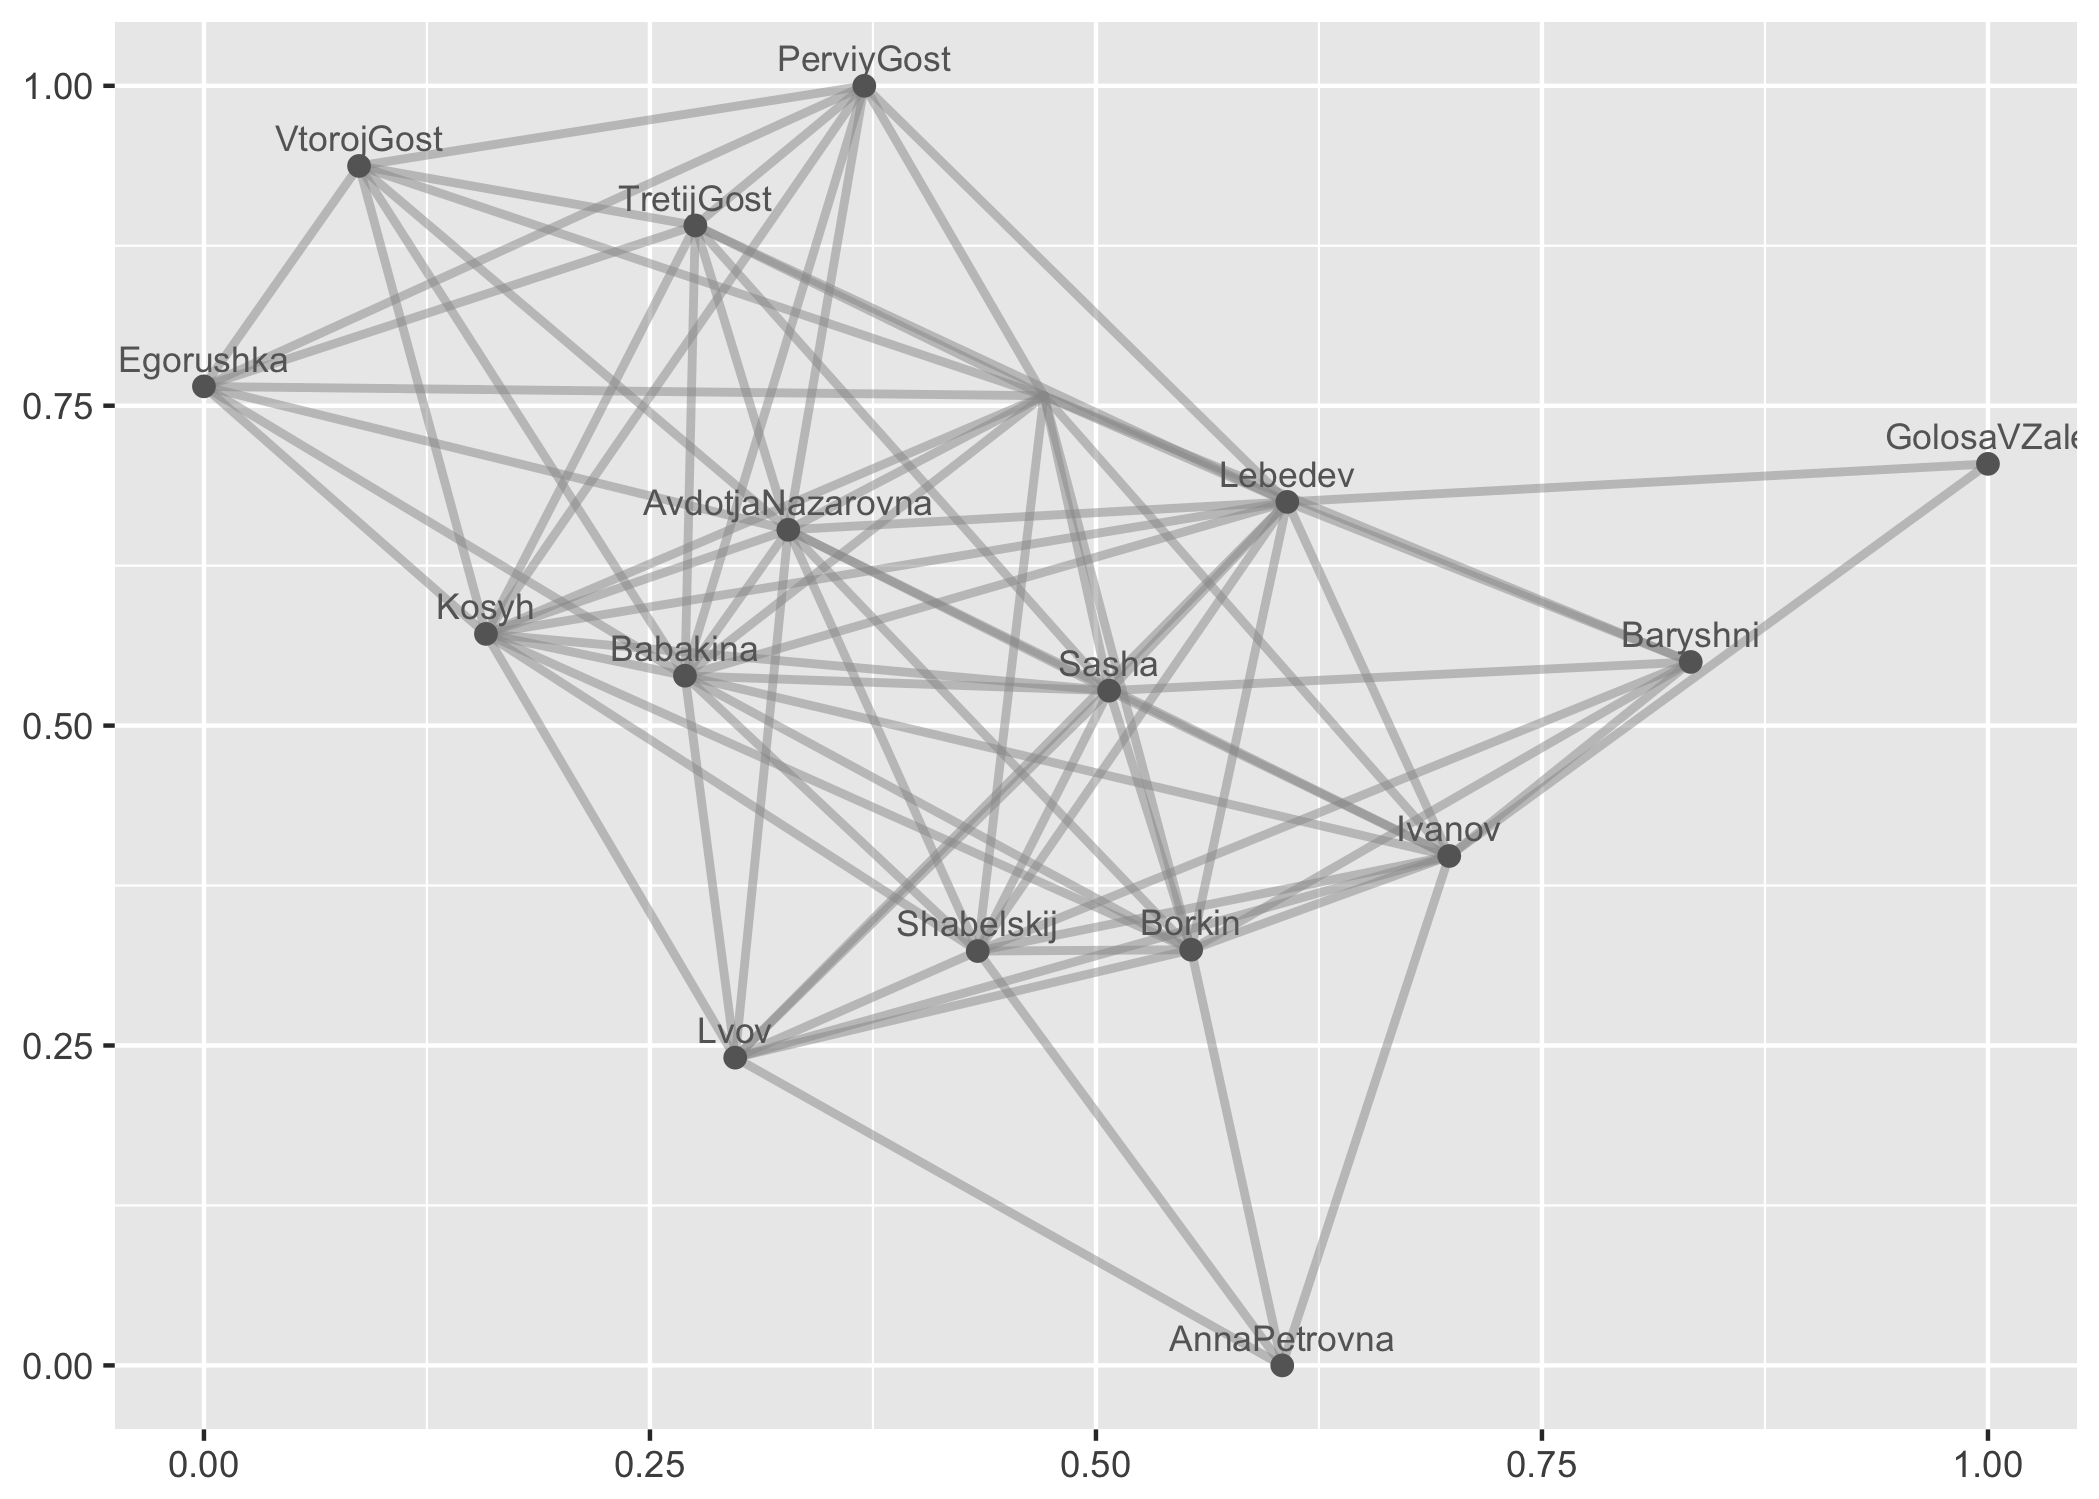 PerviyGost
1.00
VtorojGost
TretijGost
Egorushka
0.75
GolosaVZale
Lebedev
AvdotjaNazarovna
Kosyh
Baryshni
Babakina
Sasha
0.50
Ivanov
Shabelskij
Borkin
Lvov
0.25
AnnaPetrovna
0.00
0.00 0.25 0.50 0.75 1.00